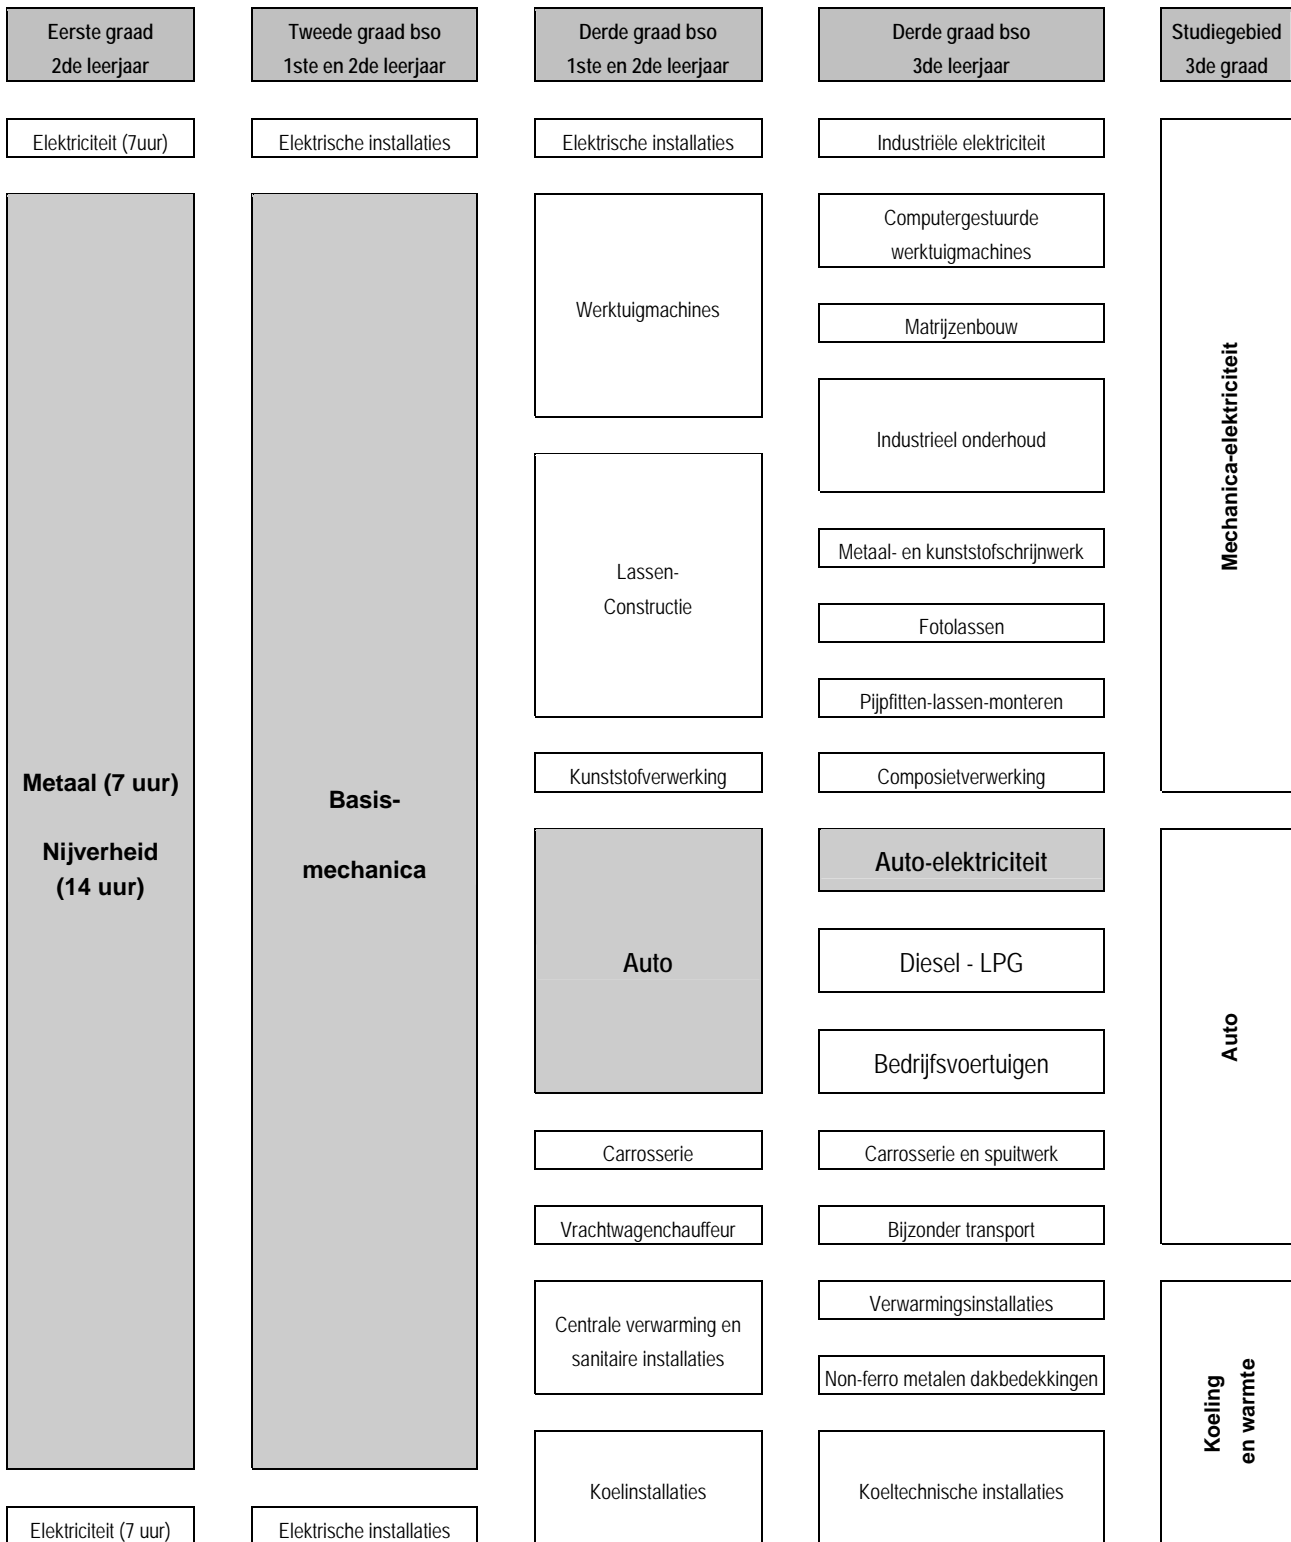 Eerste graad
2de leerjaar
Tweede graad bso
1ste en 2de leerjaar
Derde graad bso
1ste en 2de leerjaar
Derde graad bso
3de leerjaar
Studiegebied
3de graad
Elektriciteit (7uur)
Elektrische installaties
Elektrische installaties
Industriële elektriciteit
Metaal (7 uur)
Nijverheid
(14 uur)
Basis-
mechanica
Werktuigmachines
Computergestuurde
werktuigmachines
Matrijzenbouw
Industrieel onderhoud
Mechanica-elektriciteit
Lassen-
Constructie
Metaal- en kunststofschrijnwerk
Fotolassen
Pijpfitten-lassen-monteren
Kunststofverwerking
Composietverwerking
Auto
Auto-elektriciteit
Diesel - LPG
Bedrijfsvoertuigen
Auto
Carrosserie
Carrosserie en spuitwerk
Vrachtwagenchauffeur
Bijzonder transport
Centrale verwarming en
sanitaire installaties
Verwarmingsinstallaties
Non-ferro metalen dakbedekkingen
Koeling
en warmte
Koelinstallaties
Koeltechnische installaties
Elektriciteit (7 uur)
Elektrische installaties